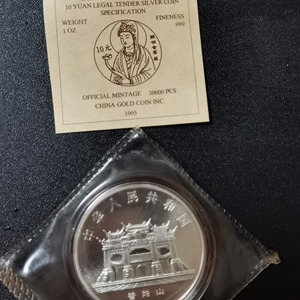 10 YUAN LEGAL TENDER SILVER COIN
SPECIFICATION
WEIGHT FINENESS
1 OZ .999
10元
OFFICIAL MINTAGE 30000 PCS
CHINA GOLD COIN INC
1995
中华人民共和国
普陀山